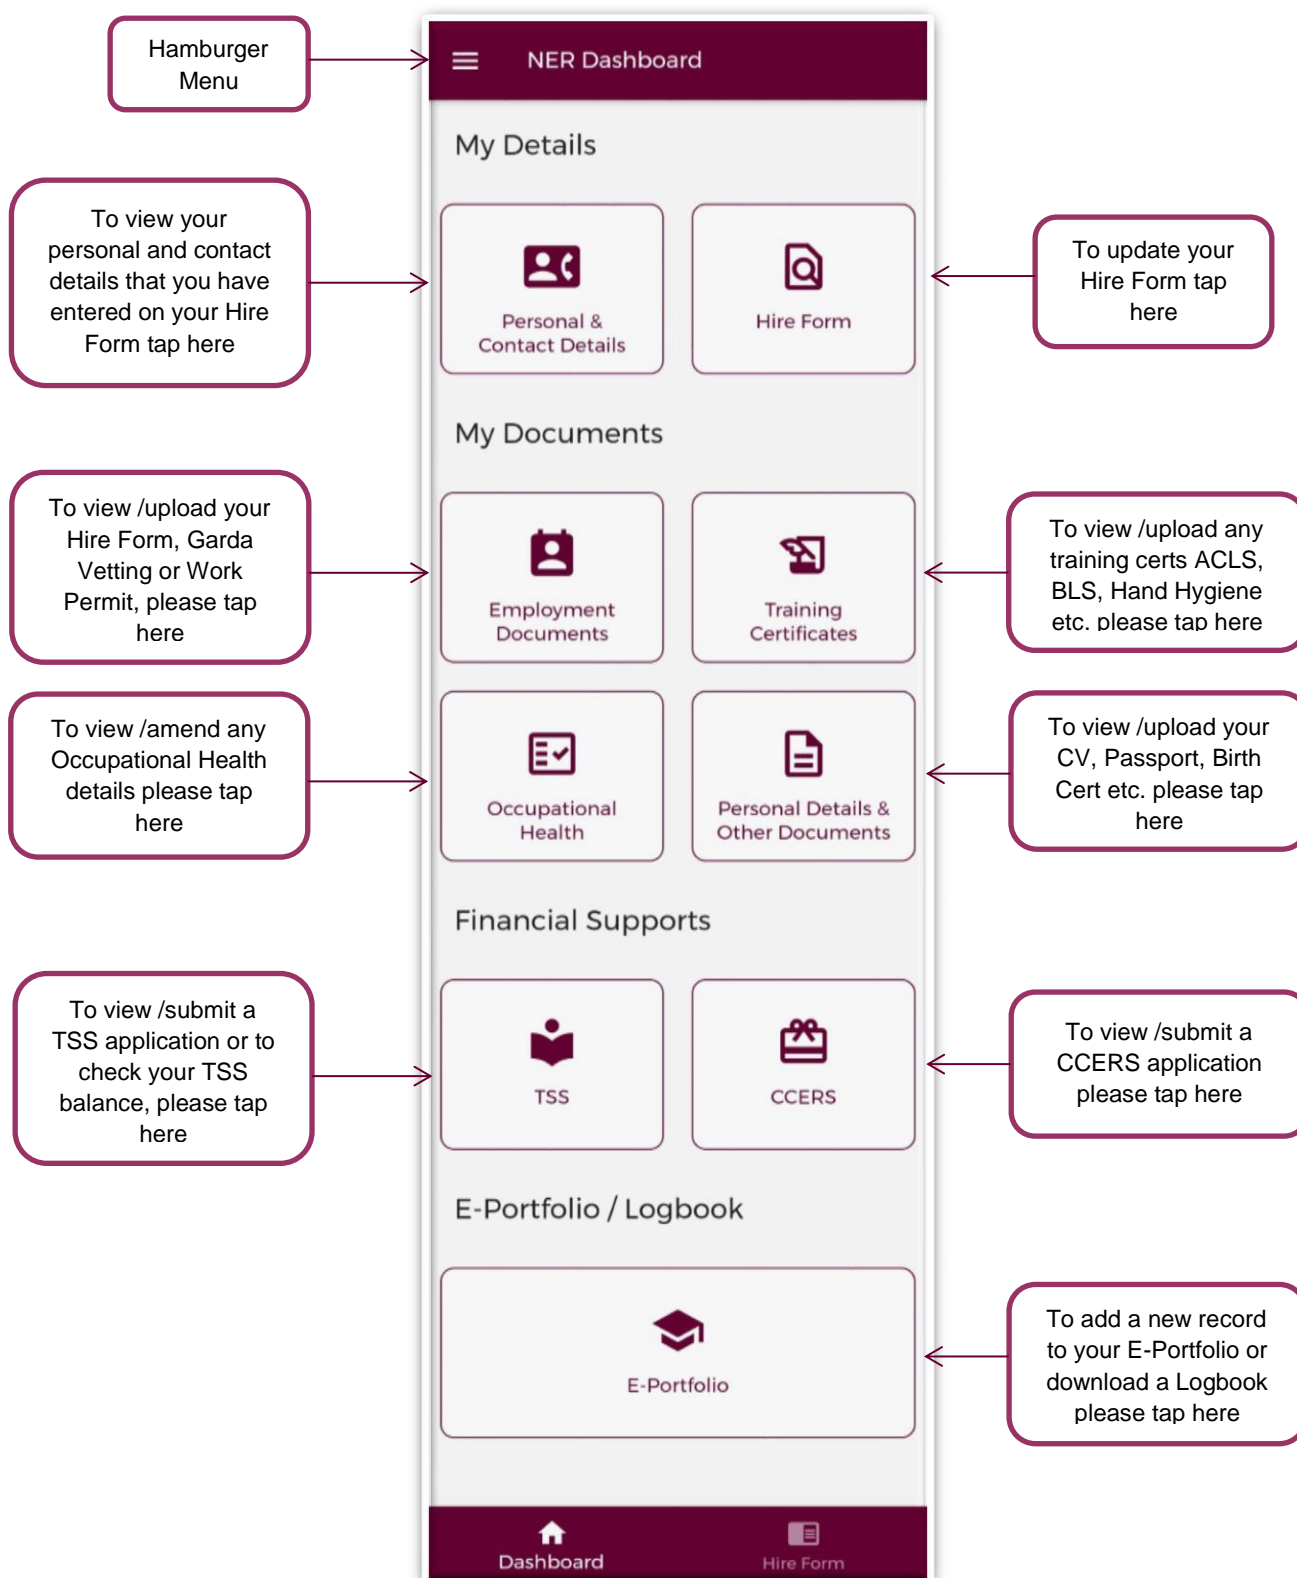 Hamburger
Menu
NER Dashboard
My Details
To view your
personal and contact
details that you have
entered on your Hire
Form tap here
Personal &
Contact Details
Hire Form
To update your
Hire Form tap
here
My Documents
To view /upload your
Hire Form, Garda
Vetting or Work
Permit, please tap
here
Employment
Documents
Training
Certificates
To view /upload any
training certs ACLS,
BLS, Hand Hygiene
etc. please tap here
To view /amend any
Occupational Health
details please tap
here
Occupational
Health
Personal Details &
Other Documents
To view /upload your
CV, Passport, Birth
Cert etc. please tap
here
Financial Supports
To view /submit a
TSS application or to
check your TSS
balance, please tap
here
TSS
CCERS
To view /submit a
CCERS application
please tap here
E-Portfolio / Logbook
E-Portfolio
To add a new record
to your E-Portfolio or
download a Logbook
please tap here
Dashboard
Hire Form